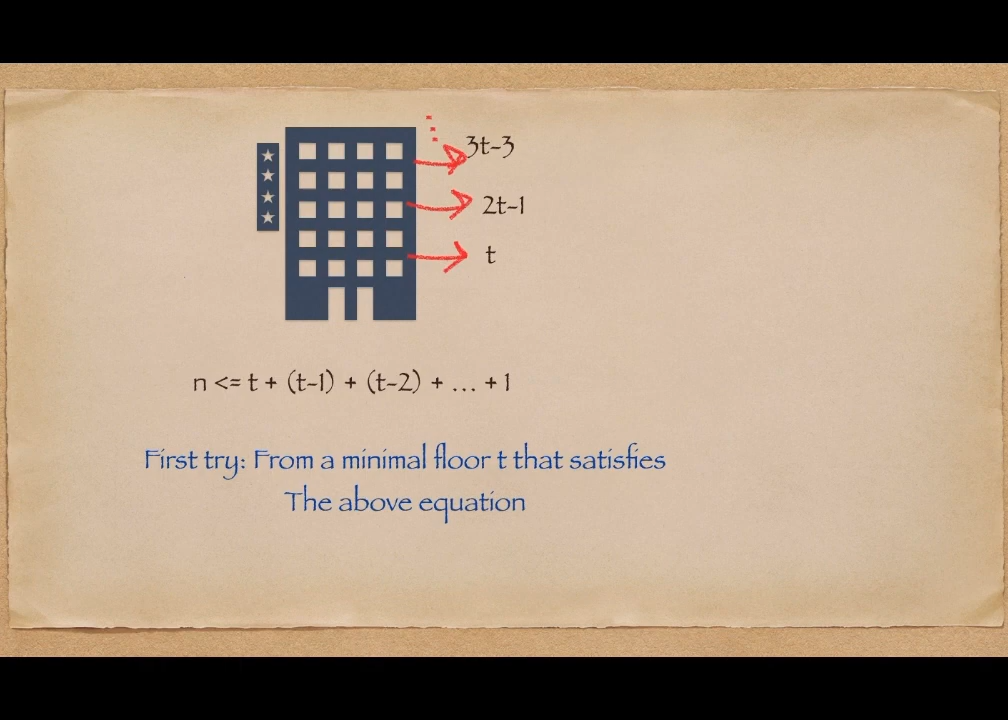 3t-3
2t-1
t
n <= t + (t-1) + (t-2) + ... + 1
First try: From a minimal floor t that satisfies
The above equation